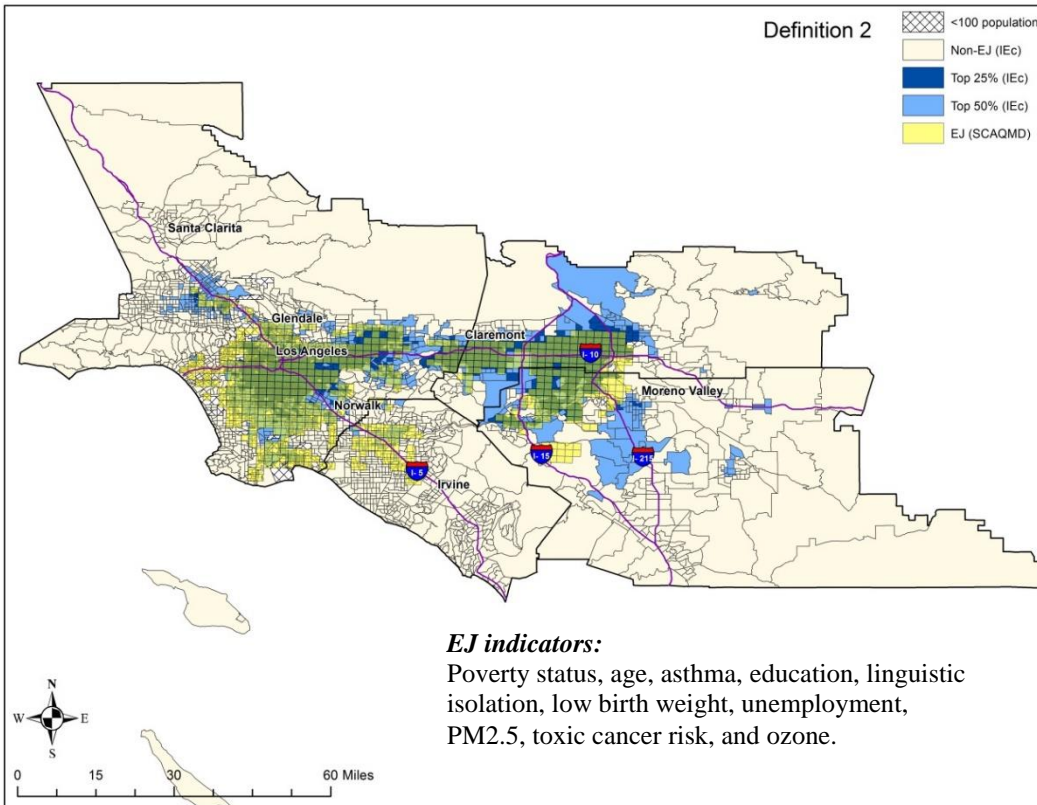 Definition 2
<100 population
Non-EJ (IEc)
Top 25% (IEc)
Top 50% (IEc)
EJ (SCAQMD)
Santa Clarita
Glendale
Los Angeles
Claremont
I-10
Norwalk
Moreno Valley
I-15
I-215
I-5
Irvine
EJ indicators:
Poverty status, age, asthma, education, linguistic
isolation, low birth weight, unemployment,
PM2.5, toxic cancer risk, and ozone.
N
W E
S
0 15 30 60 Miles